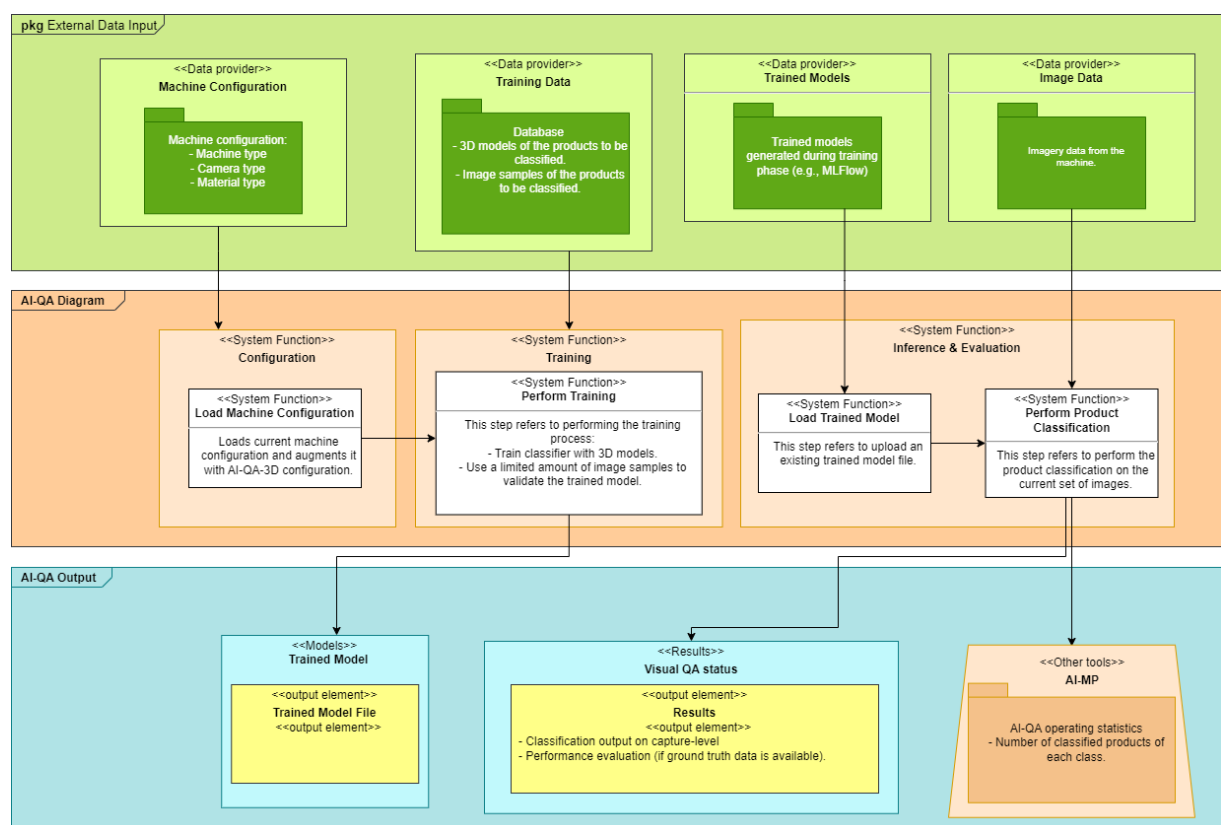 pkg External Data Input
<<Data provider>>
Machine Configuration
Machine configuration:
- Machine type
- Camera type
- Material type
<<Data provider>>
Training Data
Database
- 3D models of the products to be
classified.
- Image samples of the products
to be classified.
<<Data provider>>
Trained Models
Trained models
generated during training
phase (e.g., MLFlow)
<<Data provider>>
Image Data
Imagery data from the
machine.
AI-QA Diagram
<<System Function>>
Configuration
<<System Function>>
Load Machine Configuration
Loads current machine
configuration and augments it
with AI-QA-3D configuration.
<<System Function>>
Training
<<System Function>>
Perform Training
This step refers to performing the training
process:
- Train classifier with 3D models.
- Use a limited amount of image samples to
validate the trained model.
<<System Function>>
Inference & Evaluation
<<System Function>>
Load Trained Model
This step refers to upload an
existing trained model file.
<<System Function>>
Perform Product
Classification
This step refers to perform the
product classification on the
current set of images.
AI-QA Output
<<Models>>
Trained Model
<<output element>>
Trained Model File
<<output element>>
<<Results>>
Visual QA status
<<output element>>
Results
<<output element>>
- Classification output on capture-level
- Performance evaluation (if ground truth data is available).
<<Other tools>>
AI-MP
AI-QA operating statistics
- Number of classified products of
each class.